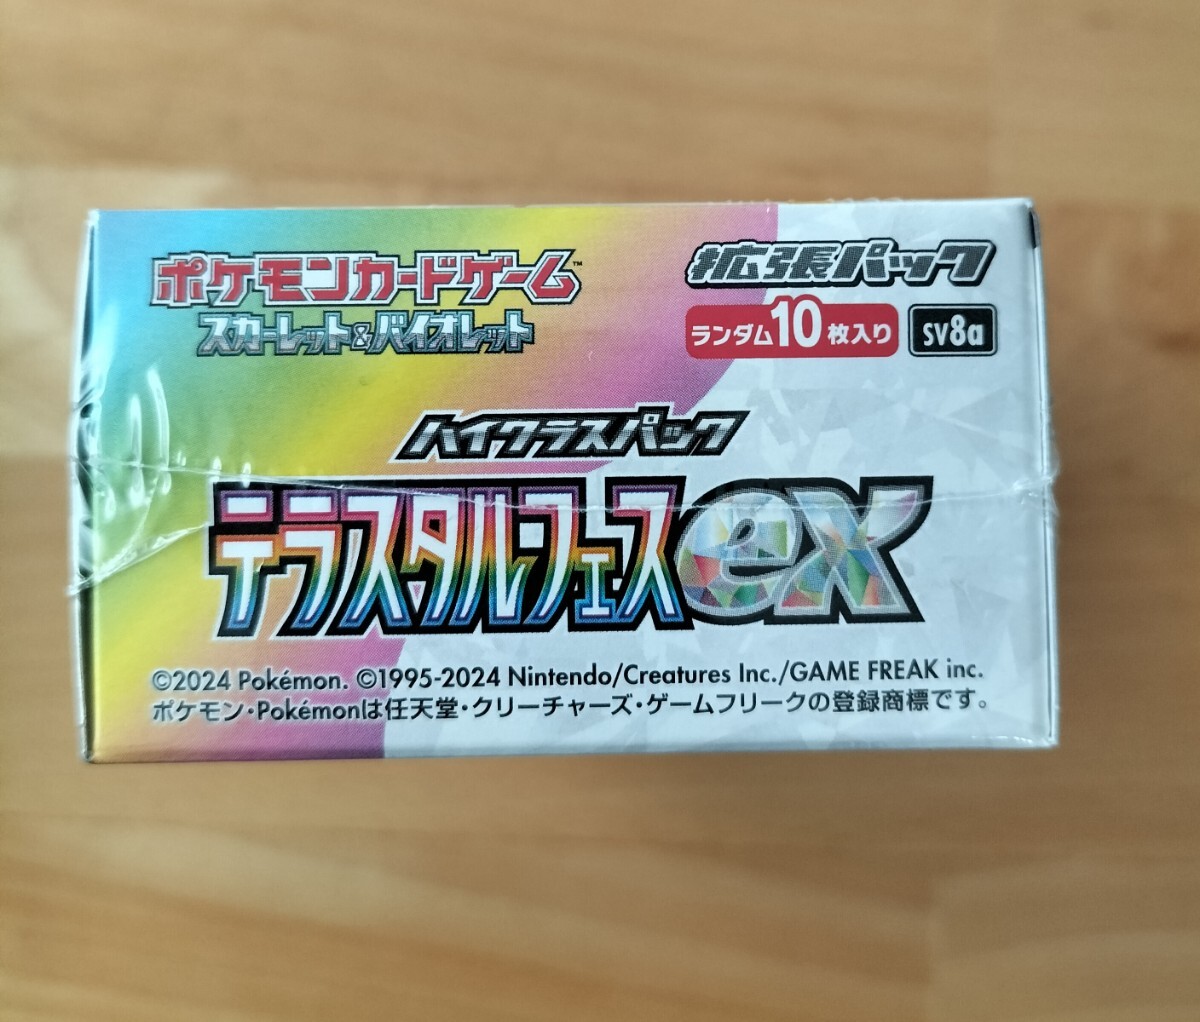 ポケモンカードゲーム™
スカーレット&バイオレット
拡張パック
ランダム10枚入り
sv8a
ハイクラスパック
テラスタルフェスex
©2024 Pokémon. ©1995-2024 Nintendo/Creatures Inc./GAME FREAK inc.
ポケモン・Pokémonは任天堂・クリーチャーズ・ゲームフリークの登録商標です。